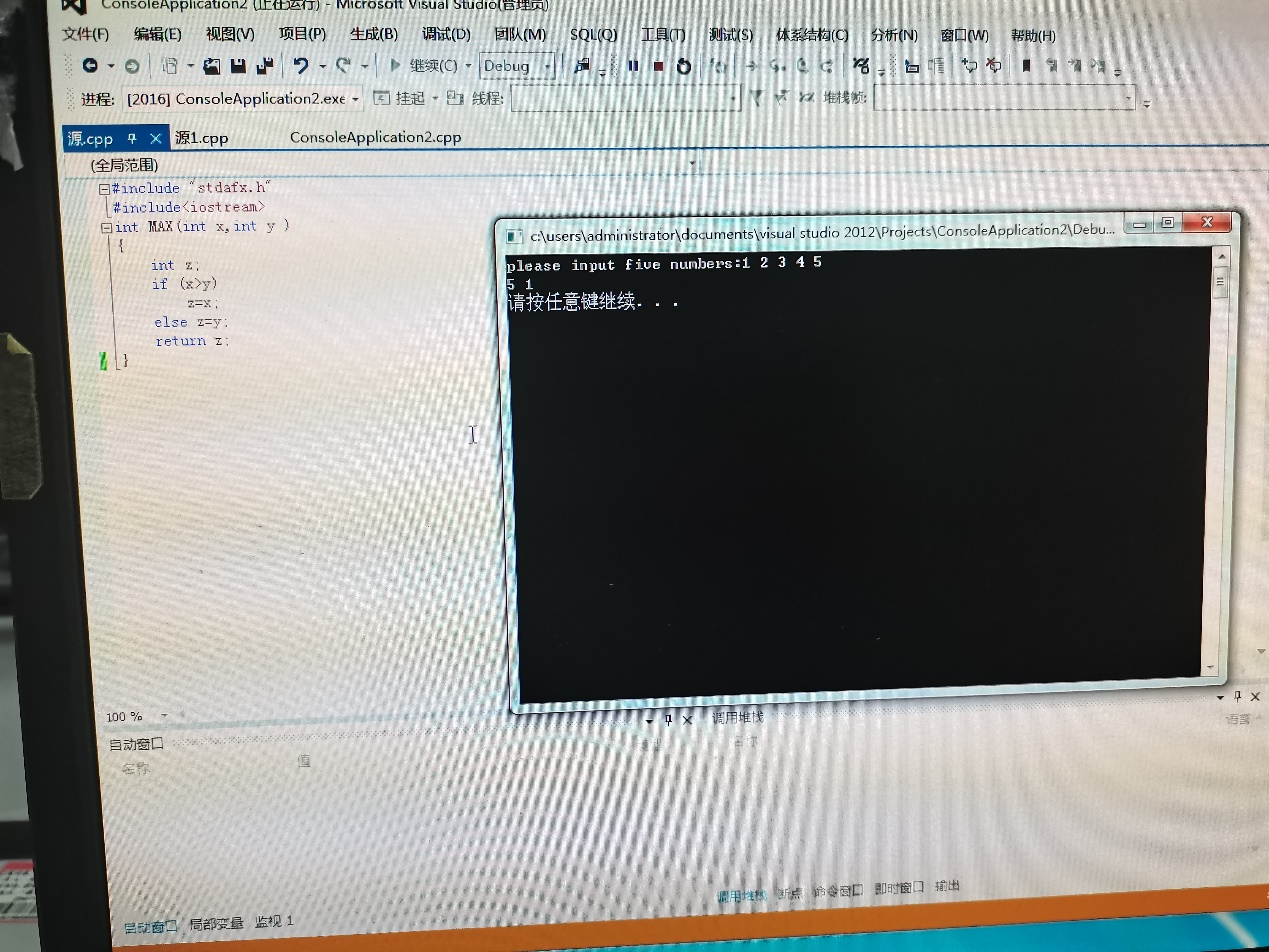 ConsoleApplication2 (正在运行) - Microsoft Visual Studio(管理员)
文件(F) 编辑(E) 视图(V) 项目(P) 生成(B) 调试(D) 团队(M) SQL(Q) 工具(T) 测试(S) 体系结构(C) 分析(N) 窗口(W) 帮助(H)
继续(C) Debug
进程: [2016] ConsoleApplication2.exe 挂起 线程: 堆栈帧:
源.cpp 源1.cpp ConsoleApplication2.cpp
(全局范围)
#include "stdafx.h"
#include<iostream>
int MAX(int x,int y )
{
int z;
if (x>y)
z=x;
else z=y;
return z;
}
c:\users\administrator\documents\visual studio 2012\Projects\ConsoleApplication2\Debu...
please input five numbers:1 2 3 4 5
5 1
请按任意键继续. . .
100 %
自动窗口 调用堆栈
名称 值 名称 语言
调用堆栈 断点 命令窗口 即时窗口 输出
自动窗口 局部变量 监视 1